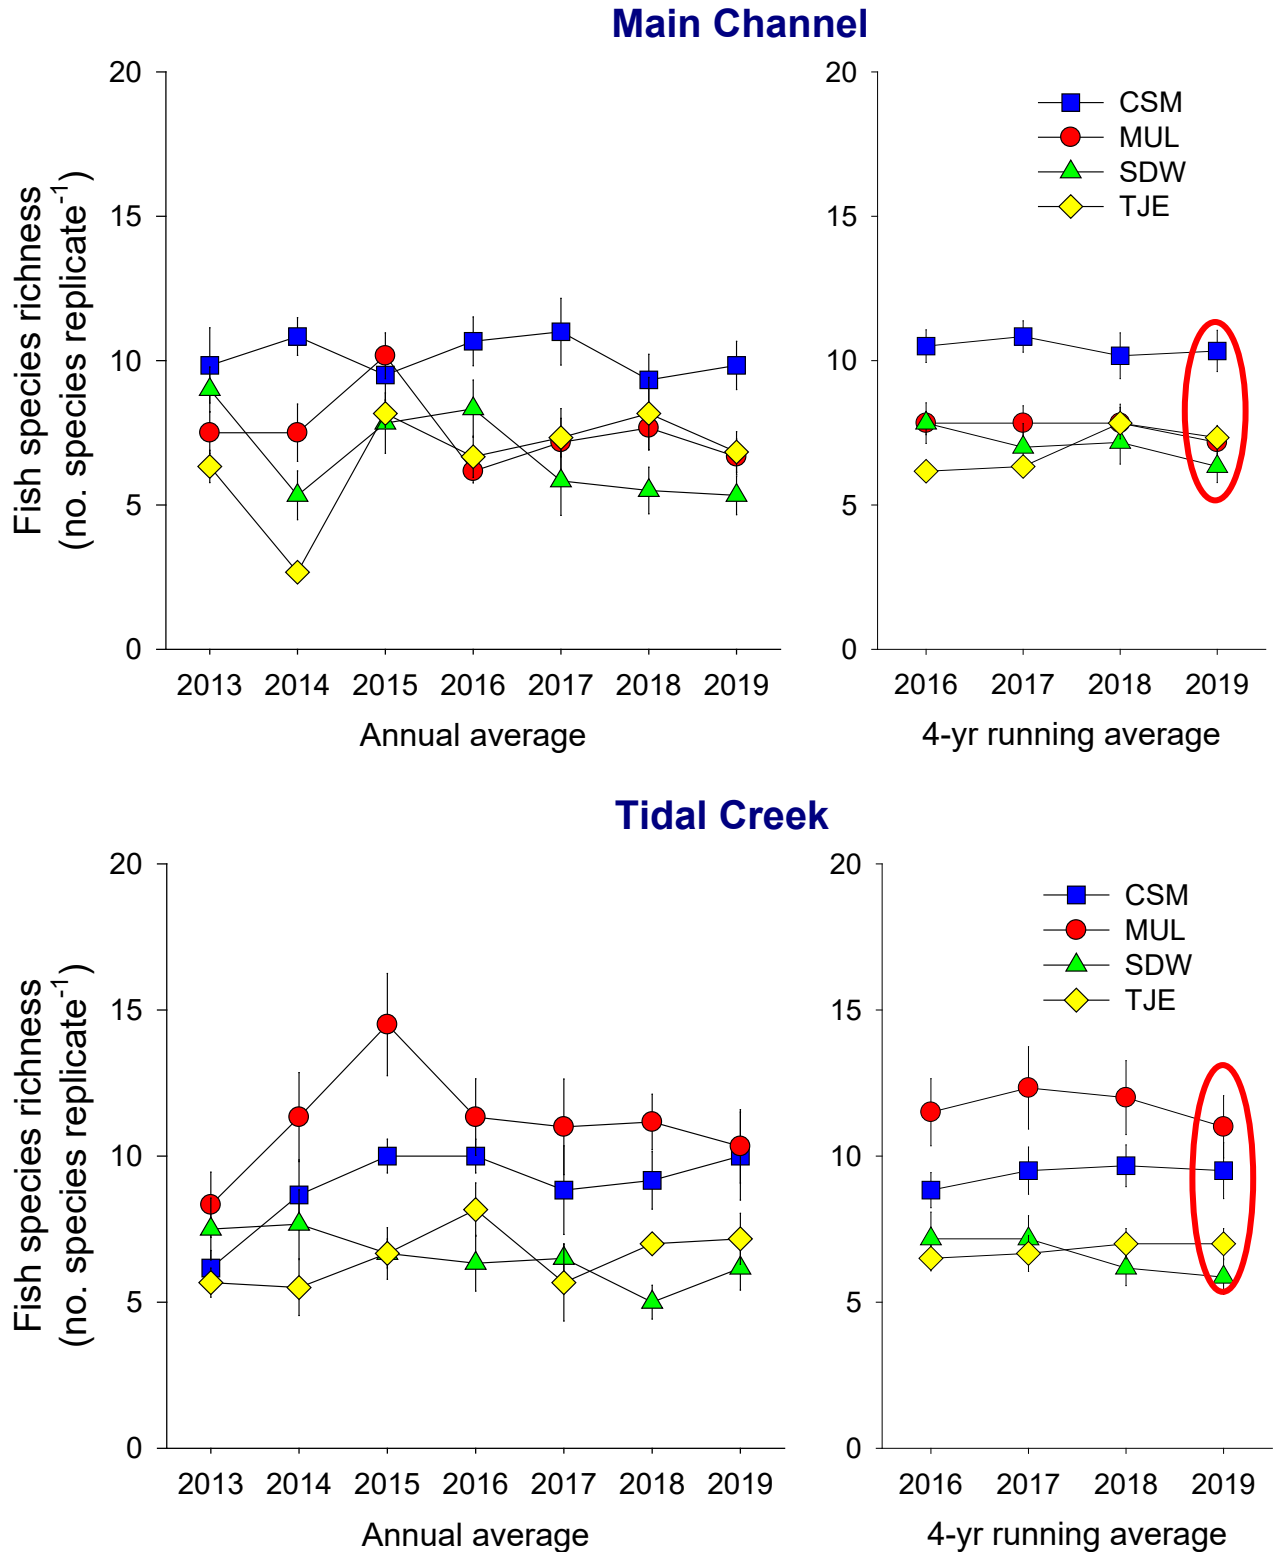 Main Channel
Fish species richness
(no. species replicate-1)
20
15
10
5
0
2013 2014 2015 2016 2017 2018 2019
Annual average
20
15
10
5
0
CSM
MUL
SDW
TJE
2016 2017 2018 2019
4-yr running average
Tidal Creek
Fish species richness
(no. species replicate-1)
20
15
10
5
0
2013 2014 2015 2016 2017 2018 2019
Annual average
20
15
10
5
0
CSM
MUL
SDW
TJE
2016 2017 2018 2019
4-yr running average